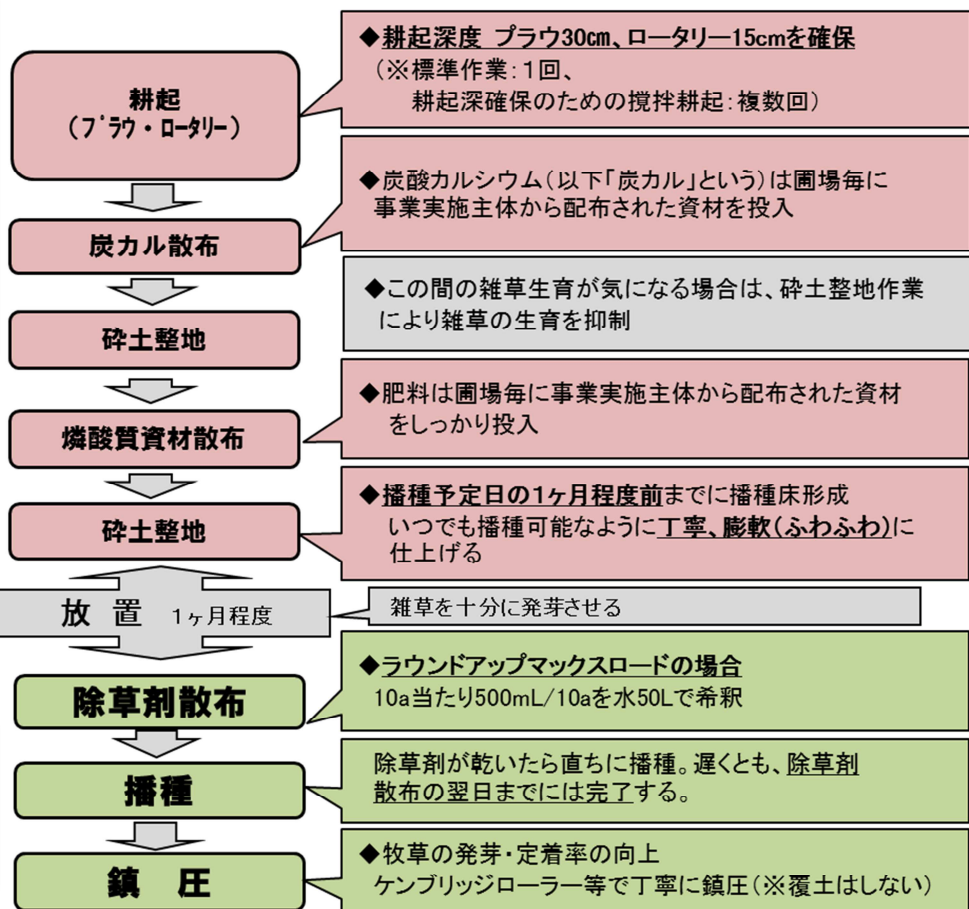 耕起
（プラウ・ロータリー）
◆耕起深度 プラウ30㎝、ロータリー15cmを確保
（※標準作業：１回、
耕起深確保のための撹拌耕起：複数回）
炭カル散布
◆炭酸カルシウム（以下「炭カル」という）は圃場毎に
事業実施主体から配布された資材を投入
砕土整地
◆この間の雑草生育が気になる場合は、砕土整地作業
により雑草の生育を抑制
燐酸質資材散布
◆肥料は圃場毎に事業実施主体から配布された資材
をしっかり投入
砕土整地
◆播種予定日の1ヶ月程度前までに播種床形成
いつでも播種可能なように丁寧、膨軟（ふわふわ）に
仕上げる
放　置　1ヶ月程度
雑草を十分に発芽させる
除草剤散布
◆ラウンドアップマックスロードの場合
10a当たり500mL/10aを水50Lで希釈
播種
除草剤が乾いたら直ちに播種。遅くとも、除草剤
散布の翌日までには完了する。
鎮　圧
◆牧草の発芽・定着率の向上
ケンブリッジローラー等で丁寧に鎮圧（※覆土はしない）